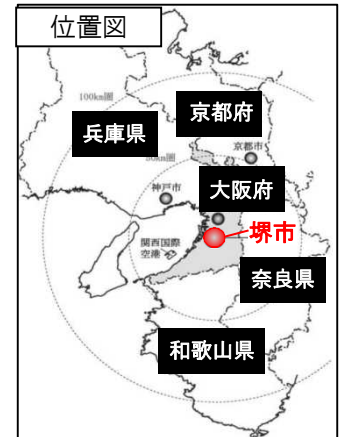 位置図
100km圏
京都府
兵庫県
京都市
50km圏
神戸市
大阪府
堺市
関西国際
空港
奈良県
和歌山県